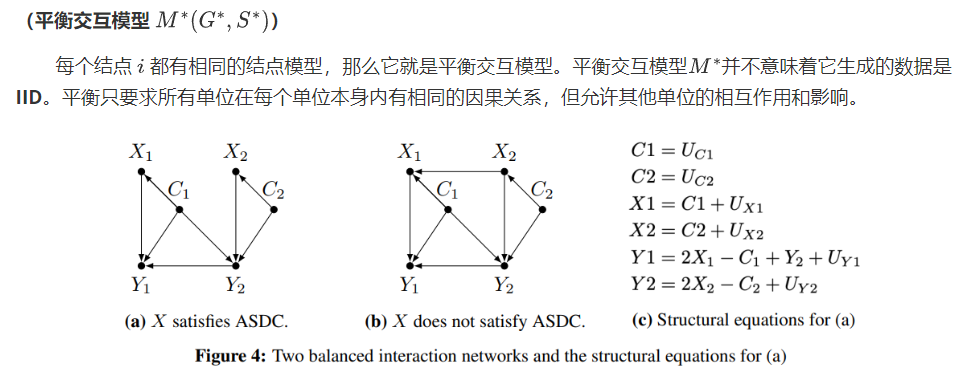 (平衡交互模型 M*(G*, S*))
每个结点 i 都有相同的结点模型，那么它就是平衡交互模型。平衡交互模型M*并不意味着它生成的数据是
IID。平衡只要求所有单位在每个单位本身内有相同的因果关系，但允许其他单位的相互作用和影响。
X1 X2
C1 C2
Y1 Y2
(a) X satisfies ASDC.
X1 X2
C1 C2
Y1 Y2
(b) X does not satisfy ASDC.
C1 = UC1
C2 = UC2
X1 = C1 + UX1
X2 = C2 + UX2
Y1 = 2X1 − C1 + Y2 + UY1
Y2 = 2X2 − C2 + UY2
(c) Structural equations for (a)
Figure 4: Two balanced interaction networks and the structural equations for (a)